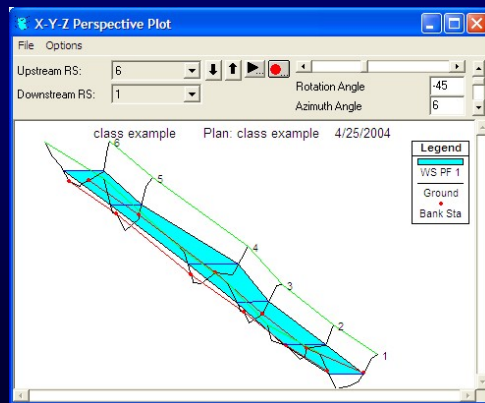 X-Y-Z Perspective Plot
File Options
Upstream RS: 6
Downstream RS: 1
Rotation Angle -45
Azimuth Angle 6
class example Plan: class example 4/25/2004
Legend
WS PF 1
Ground
Bank Sta
6
5
4
3
2
1